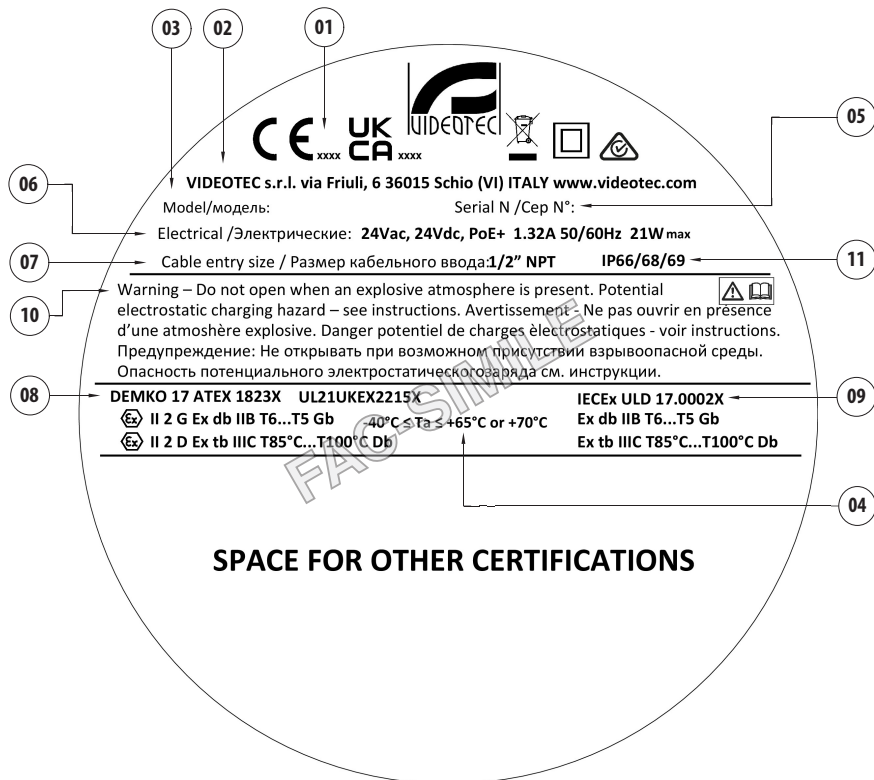 03 02 01
VIDEOTEC
CE xxxx UK CA xxxx
05
VIDEOTEC s.r.l. via Friuli, 6 36015 Schio (VI) ITALY www.videotec.com
06
Model/модель: Serial N /Сер N°:
Electrical /Электрические: 24Vac, 24Vdc, PoE+ 1.32A 50/60Hz 21W max
07
Cable entry size / Размер кабельного ввода:1/2” NPT IP66/68/69
11
10
Warning – Do not open when an explosive atmosphere is present. Potential
electrostatic charging hazard – see instructions. Avertissement - Ne pas ouvrir en présence
d’une atmoshère explosive. Danger potentiel de charges èlectrostatiques - voir instructions.
Предупреждение: Не открывать при возможном присутствии взрывоопасной среды.
Опасность потенциального электростатическогозаряда см. инструкции.
08
DEMKO 17 ATEX 1823X UL21UKEX2215X IECEx ULD 17.0002X
09
Ex II 2 G Ex db IIB T6...T5 Gb -40°C ≤ Ta ≤ +65°C or +70°C Ex db IIB T6...T5 Gb
Ex II 2 D Ex tb IIIC T85°C...T100°C Db Ex tb IIIC T85°C...T100°C Db
FAC-SIMILE
04
SPACE FOR OTHER CERTIFICATIONS